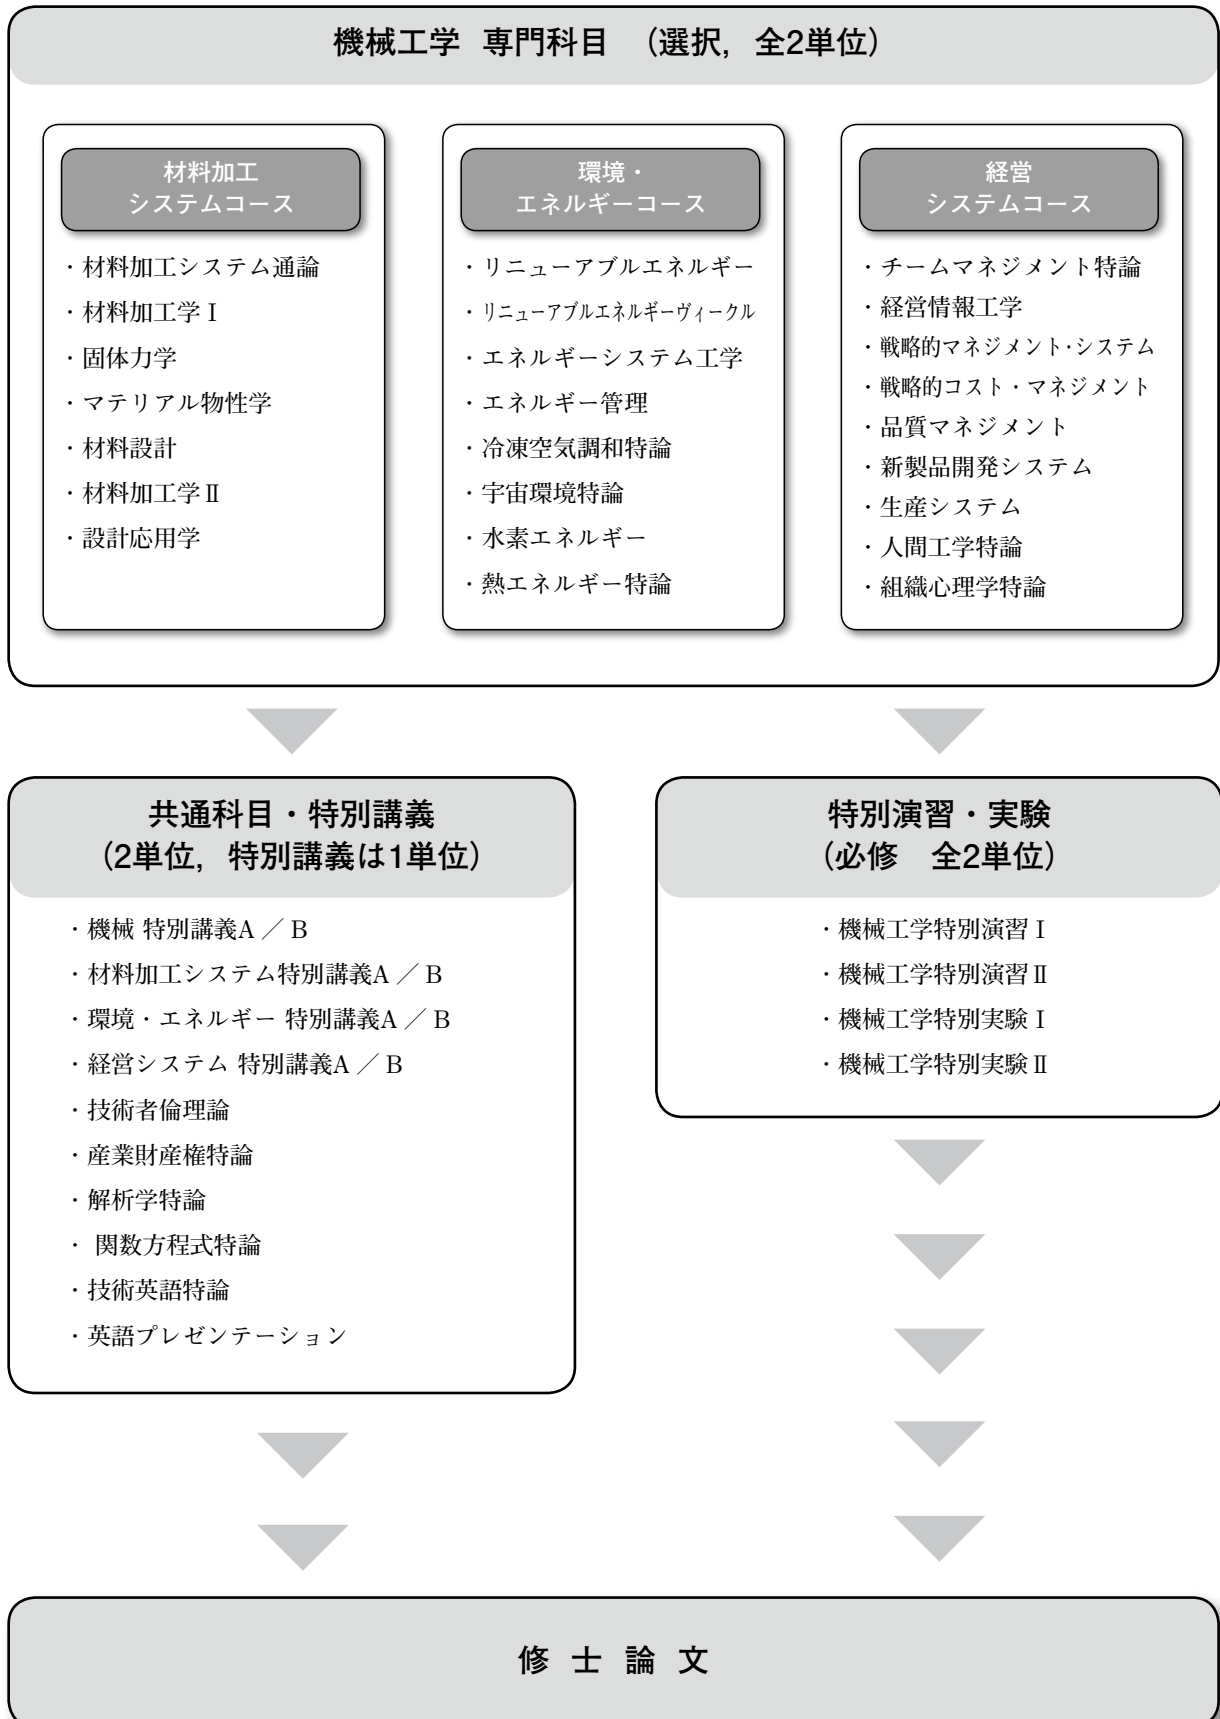 機械工学 専門科目 （選択，全2単位）
材料加工
システムコース
・材料加工システム通論
・材料加工学Ⅰ
・固体力学
・マテリアル物性学
・材料設計
・材料加工学Ⅱ
・設計応用学
環境・
エネルギーコース
・リニューアブルエネルギー
・リニューアブルエネルギーヴィークル
・エネルギーシステム工学
・エネルギー管理
・冷凍空気調和特論
・宇宙環境特論
・水素エネルギー
・熱エネルギー特論
経営
システムコース
・チームマネジメント特論
・経営情報工学
・戦略的マネジメント・システム
・戦略的コスト・マネジメント
・品質マネジメント
・新製品開発システム
・生産システム
・人間工学特論
・組織心理学特論
共通科目・特別講義
（2単位，特別講義は1単位）
・機械 特別講義A ／ B
・材料加工システム特別講義A ／ B
・環境・エネルギー 特別講義A ／ B
・経営システム 特別講義A ／ B
・技術者倫理論
・産業財産権特論
・解析学特論
・ 関数方程式特論
・技術英語特論
・英語プレゼンテーション
特別演習・実験
（必修　全2単位）
・機械工学特別演習Ⅰ
・機械工学特別演習Ⅱ
・機械工学特別実験Ⅰ
・機械工学特別実験Ⅱ
修 士 論 文